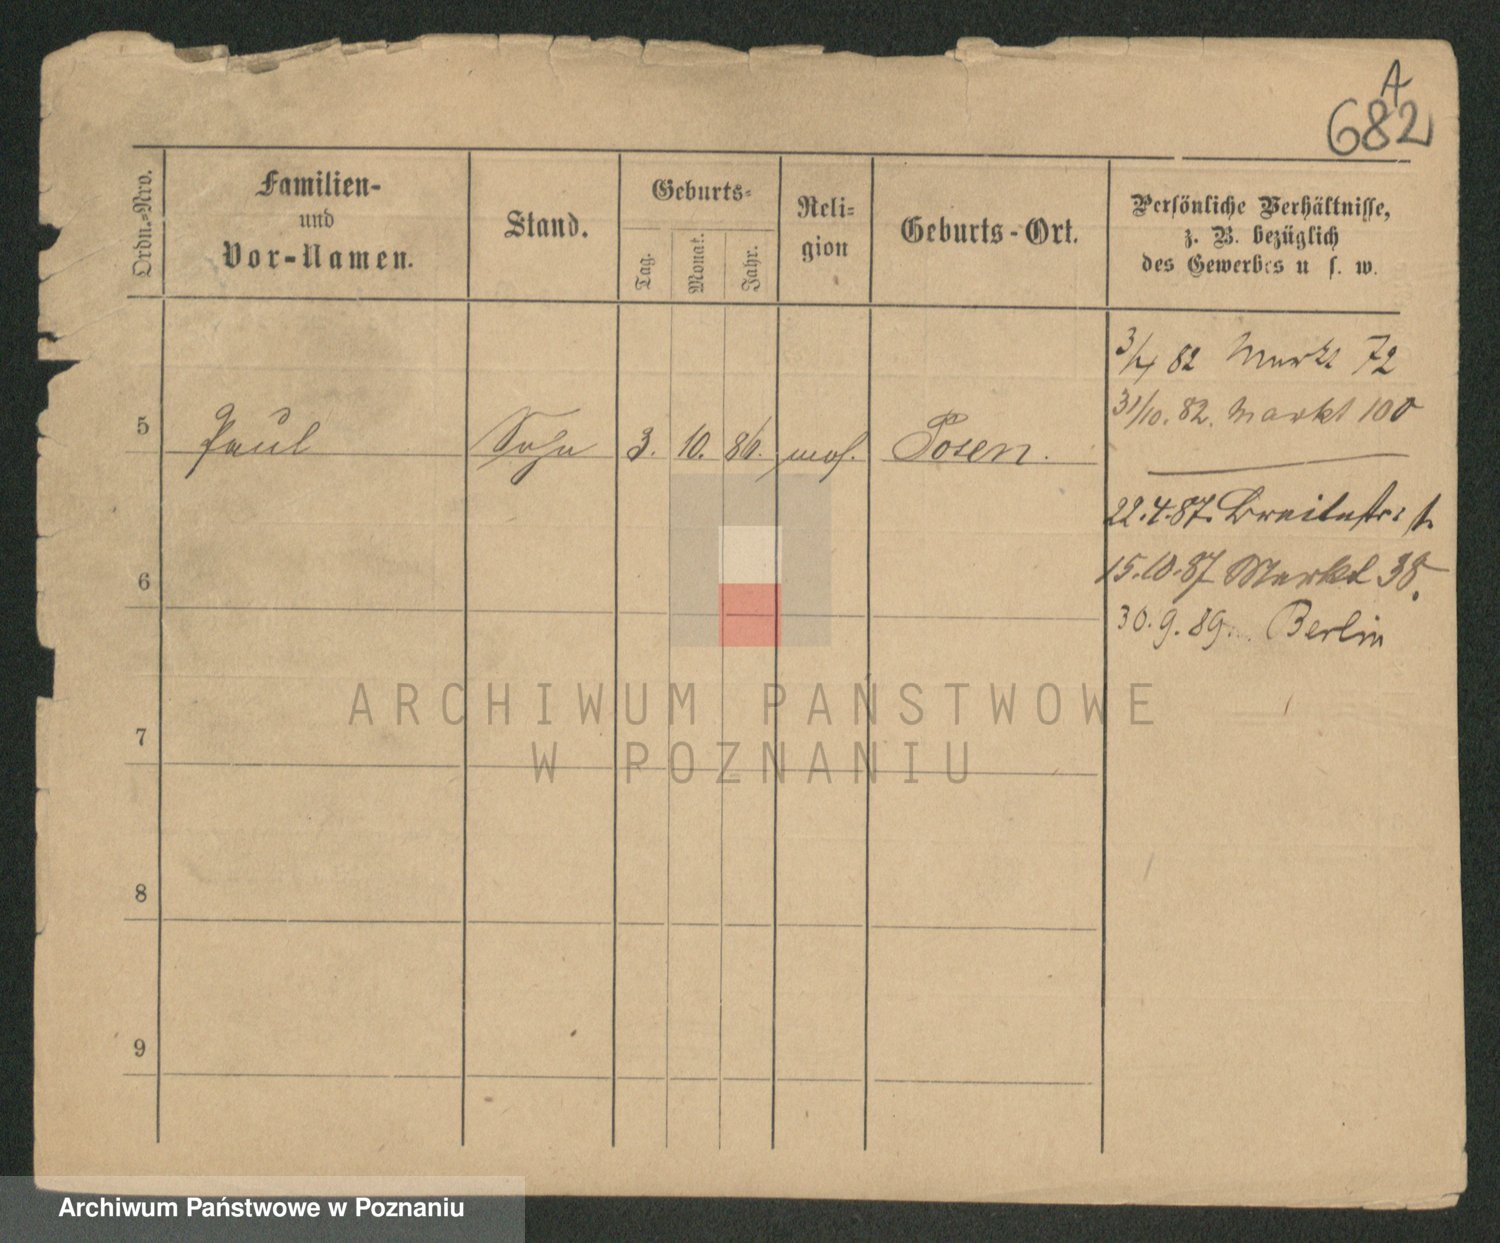 A
682
Ordn.-Nro.
Familien-
und
Vor-Namen.
Stand.
Geburts-
Tag.
Monat.
Jahr.
Reli-
gion
Geburts-Ort.
Persönliche Verhältnisse,
z. B. bezüglich
des Gewerbes u s. w.
3/4 82 Markt 72
31/10. 82. Markt 100
5 Paul Sohn 3. 10. 86. mos. Posen.
22.4.87. Breitestr:
15.10.87 Markt 38.
6
30.9.89. Berlin
ARCHIWUM PAŃSTWOWE
W POZNANIU
7
8
9
Archiwum Państwowe w Poznaniu